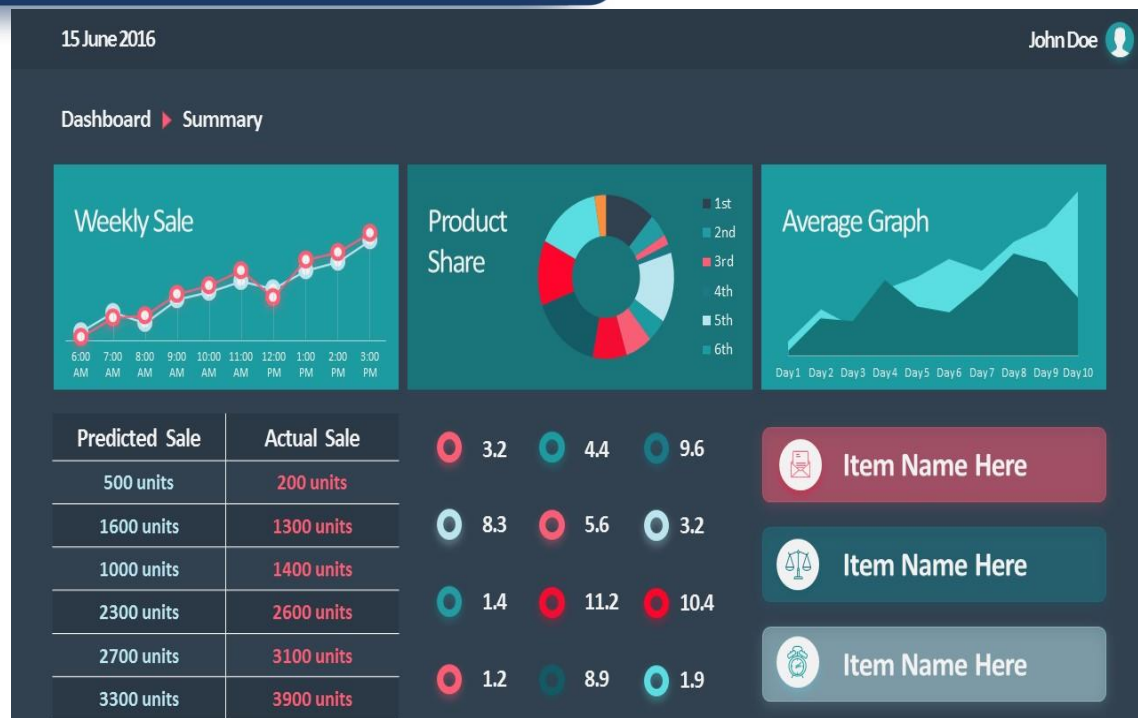 15 June 2016
John Doe
Dashboard Summary
Weekly Sale
6:00 AM 7:00 AM 8:00 AM 9:00 AM 10:00 AM 11:00 AM 12:00 PM 1:00 PM 2:00 PM 3:00 PM
Product
Share
1st
2nd
3rd
4th
5th
6th
Average Graph
Day1 Day2 Day3 Day4 Day5 Day6 Day7 Day8 Day9 Day10
Predicted Sale Actual Sale
500 units 200 units
1600 units 1300 units
1000 units 1400 units
2300 units 2600 units
2700 units 3100 units
3300 units 3900 units
3.2 4.4 9.6
8.3 5.6 3.2
1.4 11.2 10.4
1.2 8.9 1.9
Item Name Here
Item Name Here
Item Name Here